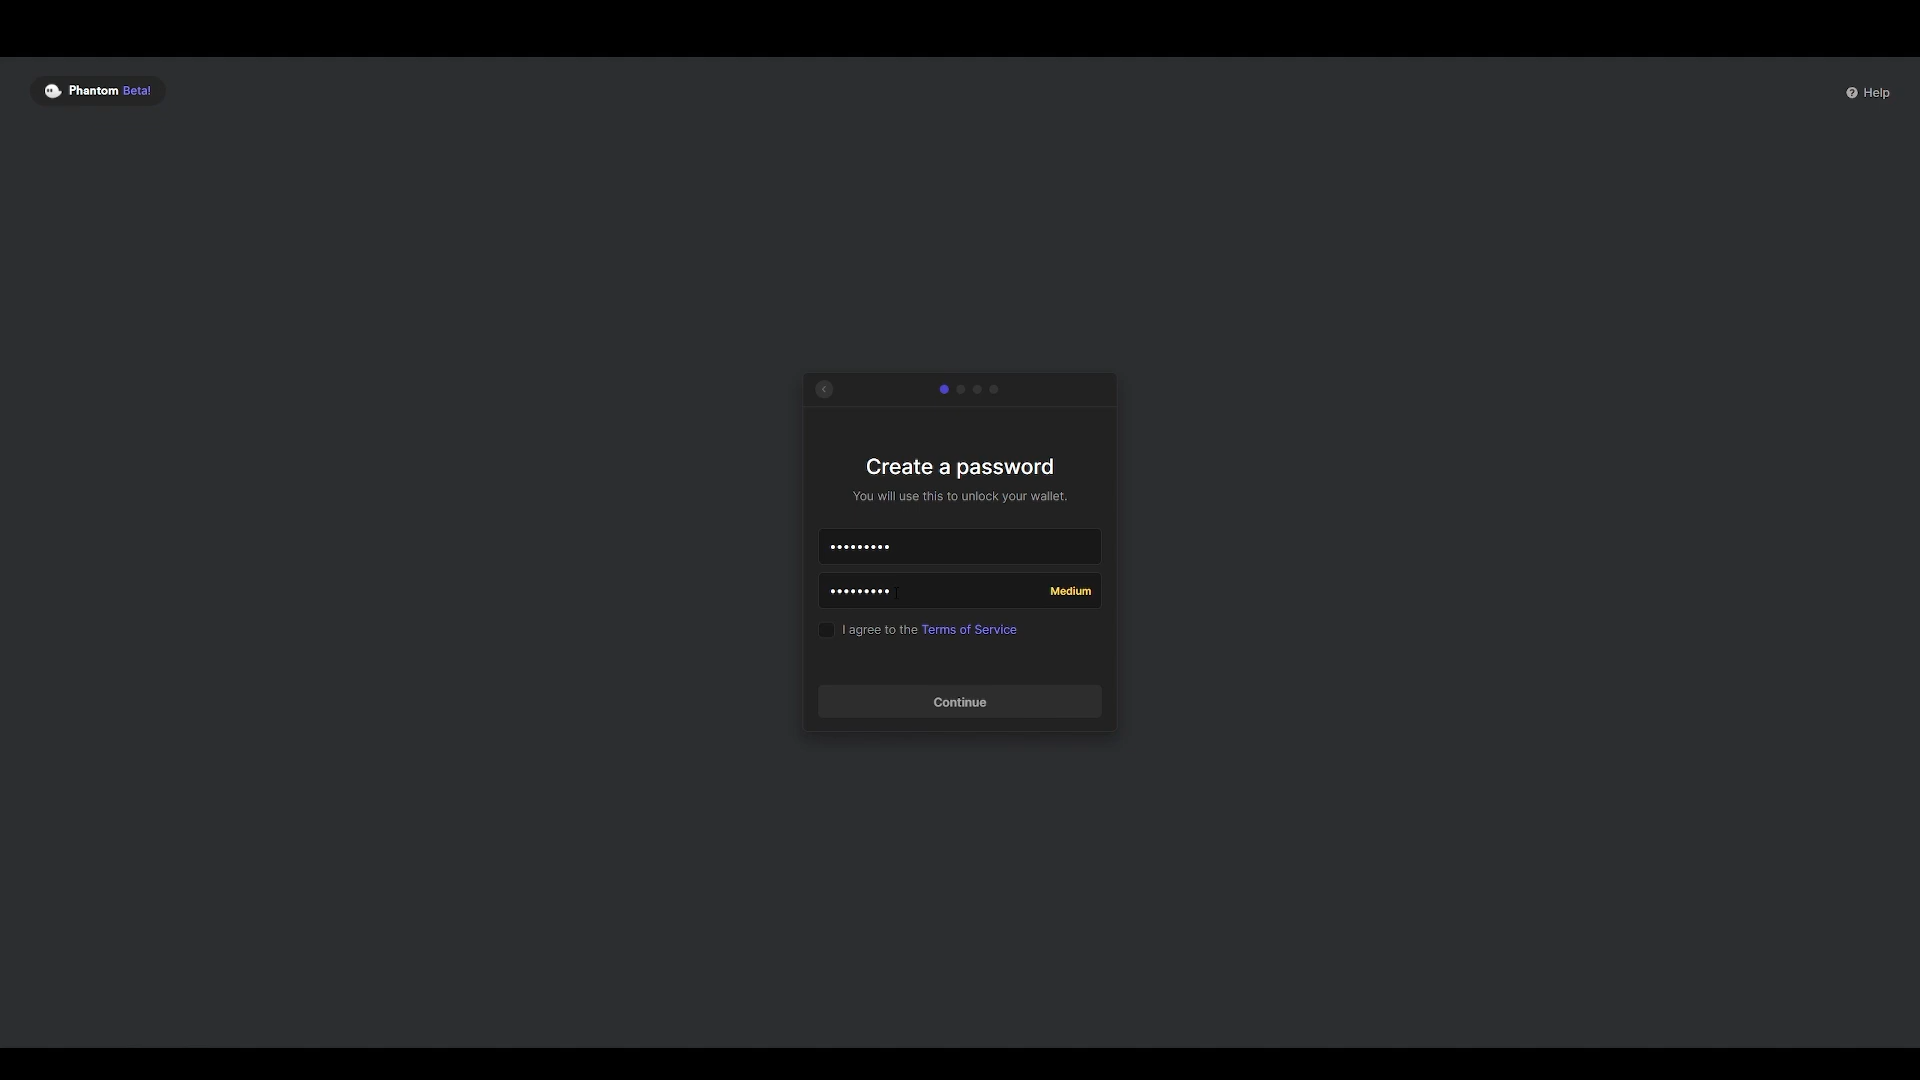 Phantom Beta!
Help
Create a password
You will use this to unlock your wallet.
•••••••••
••••••••• Medium
I agree to the Terms of Service
Continue